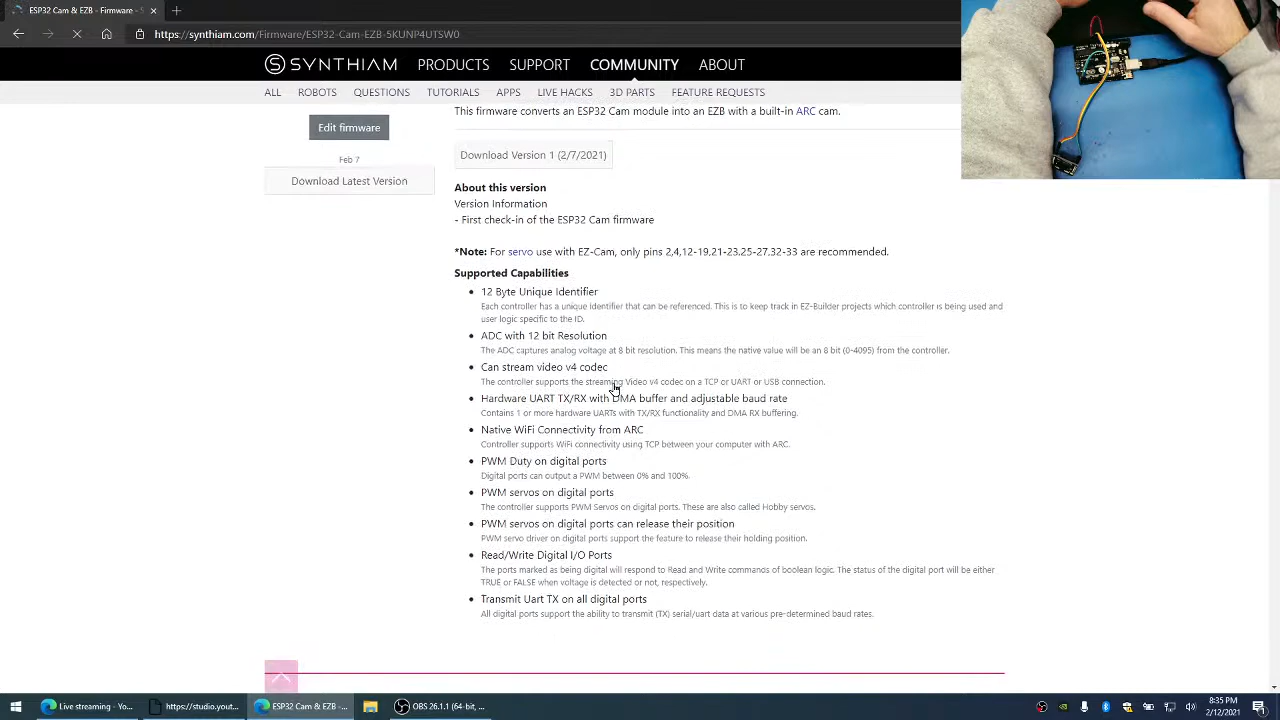 ESP32 Cam & EZB - Firmware - S
https://synthiam.com/Firmware/ESP32-Cam-EZB-5KUNP4UTSW0
SYNTHIAM PRODUCTS SUPPORT COMMUNITY ABOUT
ALL ROBOTS QUESTIONS TUTORIALS APPS LIVE HACKS 3D PARTS FEATURE REQUESTS
This firmware converts an ESP32 Cam module into an EZB with a built-in ARC cam.
Edit firmware
Feb 7
Download Latest Version
Download Version 1 (2/7/2021)
About this version
Version Information
- First check-in of the ESP32 Cam firmware
*Note: For servo use with EZ-Cam, only pins 2,4,12-19,21-23,25-27,32-33 are recommended.
Supported Capabilities
12 Byte Unique Identifier
Each controller has a unique identifier that can be referenced. This is to keep track in EZ-Builder projects which controller is being used and
user logic specific to the ID.
ADC with 12 bit Resolution
The ADC captures analog voltage at 8 bit resolution. This means the native value will be an 8 bit (0-4095) from the controller.
Can stream video v4 codec
The controller supports the streaming Video v4 codec on a TCP or UART or USB connection.
Hardware UART TX/RX with DMA buffer and adjustable baud rate
Contains 1 or more hardware UARTs with TX/RX functionality and DMA RX buffering.
Native WiFi Connectivity from ARC
Controller supports WiFi connectivity using TCP between your computer with ARC.
PWM Duty on digital ports
Digital ports can output a PWM between 0% and 100%.
PWM servos on digital ports
The controller supports PWM Servos on digital ports. These are also called Hobby servos.
PWM servos on digital ports can release their position
PWM servo driver on digital ports support the feature to release their holding position.
Read/Write Digital I/O Ports
The ports marked as being digital will respond to Read and Write commands of boolean logic. The status of the digital port will be either
TRUE or FALSE when voltage is detected or not, respectively.
Transmit Uart TX on all digital ports
All digital ports support the ability to transmit (TX) serial/uart data at various pre-determined baud rates.
Live streaming - Yo... https://studio.yout... ESP32 Cam & EZB - ... OBS 26.1.1 (64-bit, ...
8:35 PM
2/12/2021